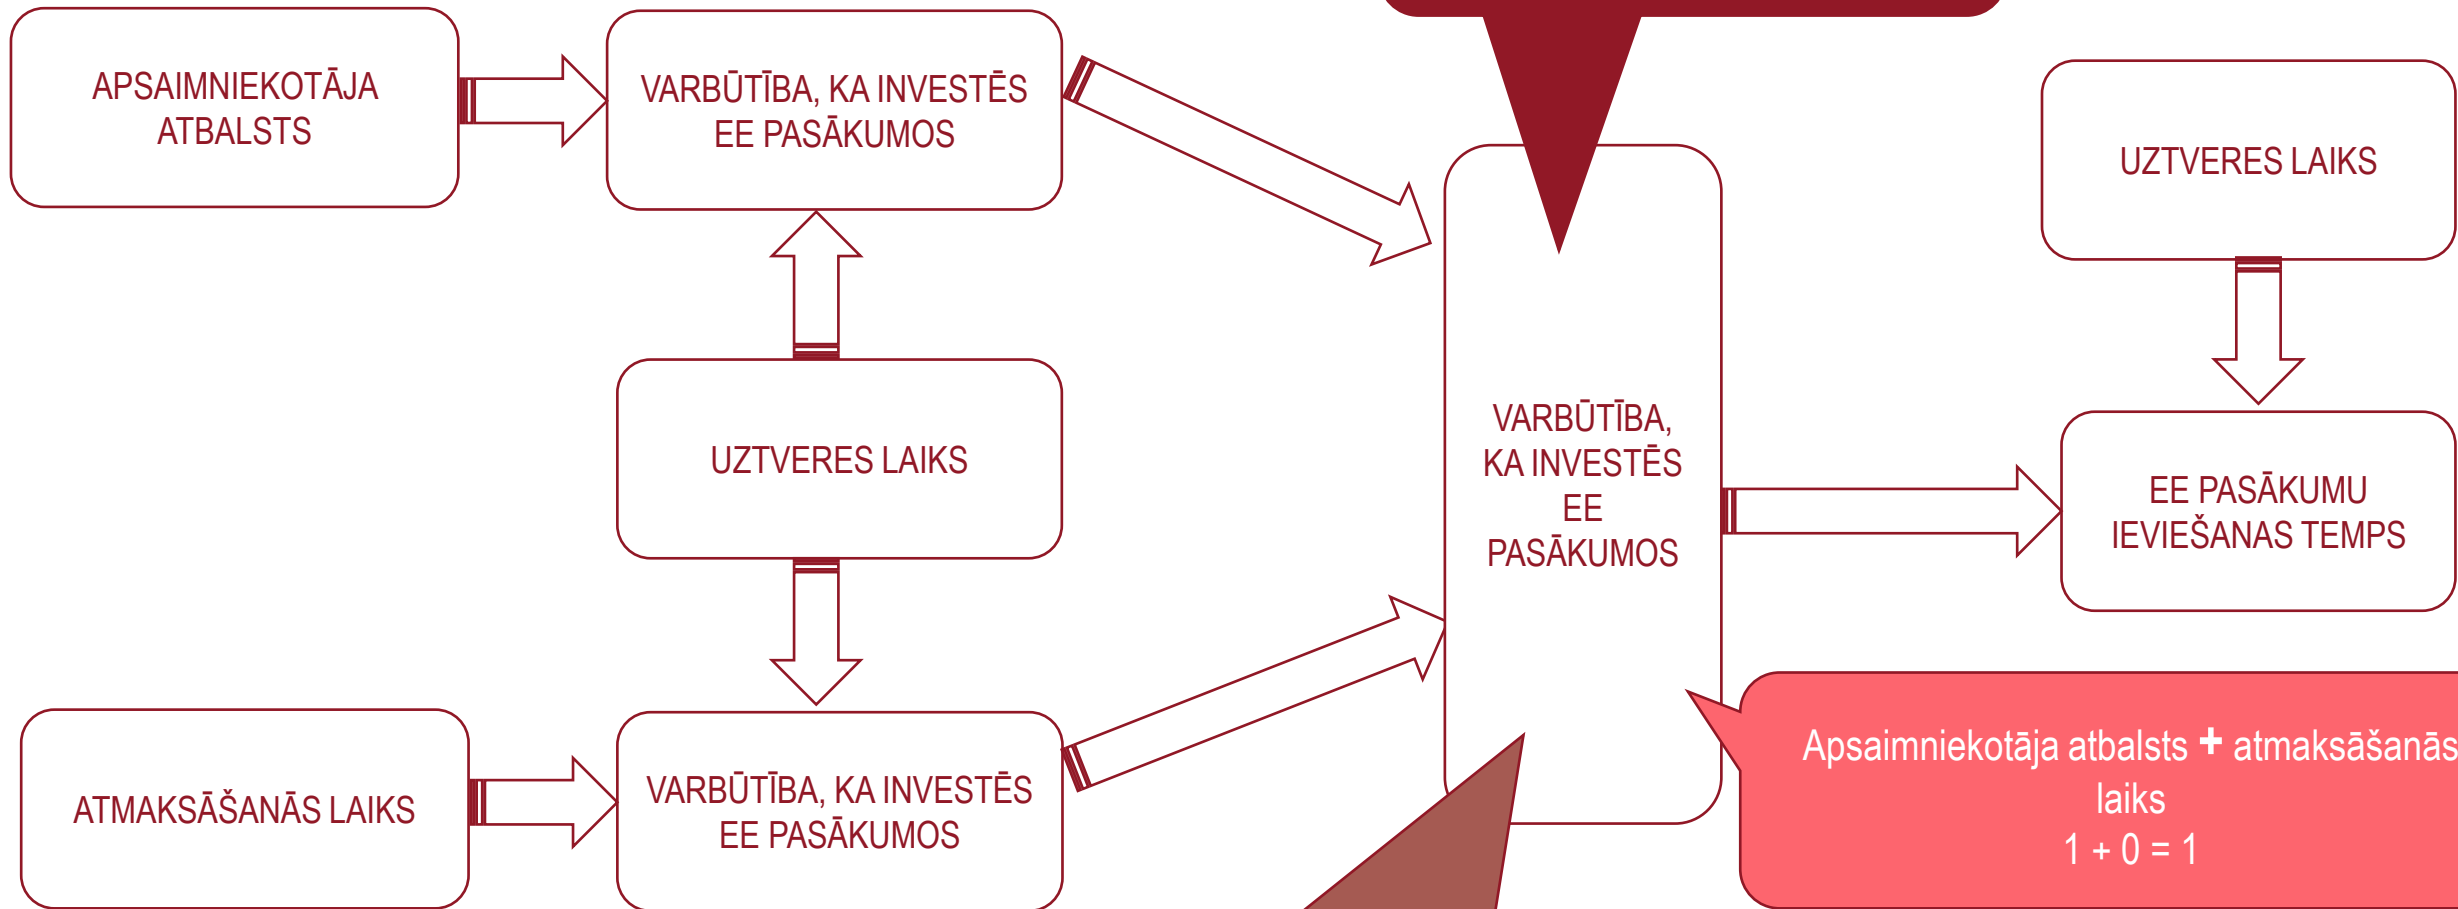 APSAIMNIEKOTĀJA
ATBALSTS
VARBŪTĪBA, KA INVESTĒS
EE PASĀKUMOS
UZTVERES LAIKS
UZTVERES LAIKS
VARBŪTĪBA,
KA INVESTĒS
EE
PASĀKUMOS
EE PASĀKUMU
IEVIEŠANAS TEMPS
ATMAKSĀŠANĀS LAIKS
VARBŪTĪBA, KA INVESTĒS
EE PASĀKUMOS
Apsaimniekotāja atbalsts + atmaksāšanās
laiks
1 + 0 = 1